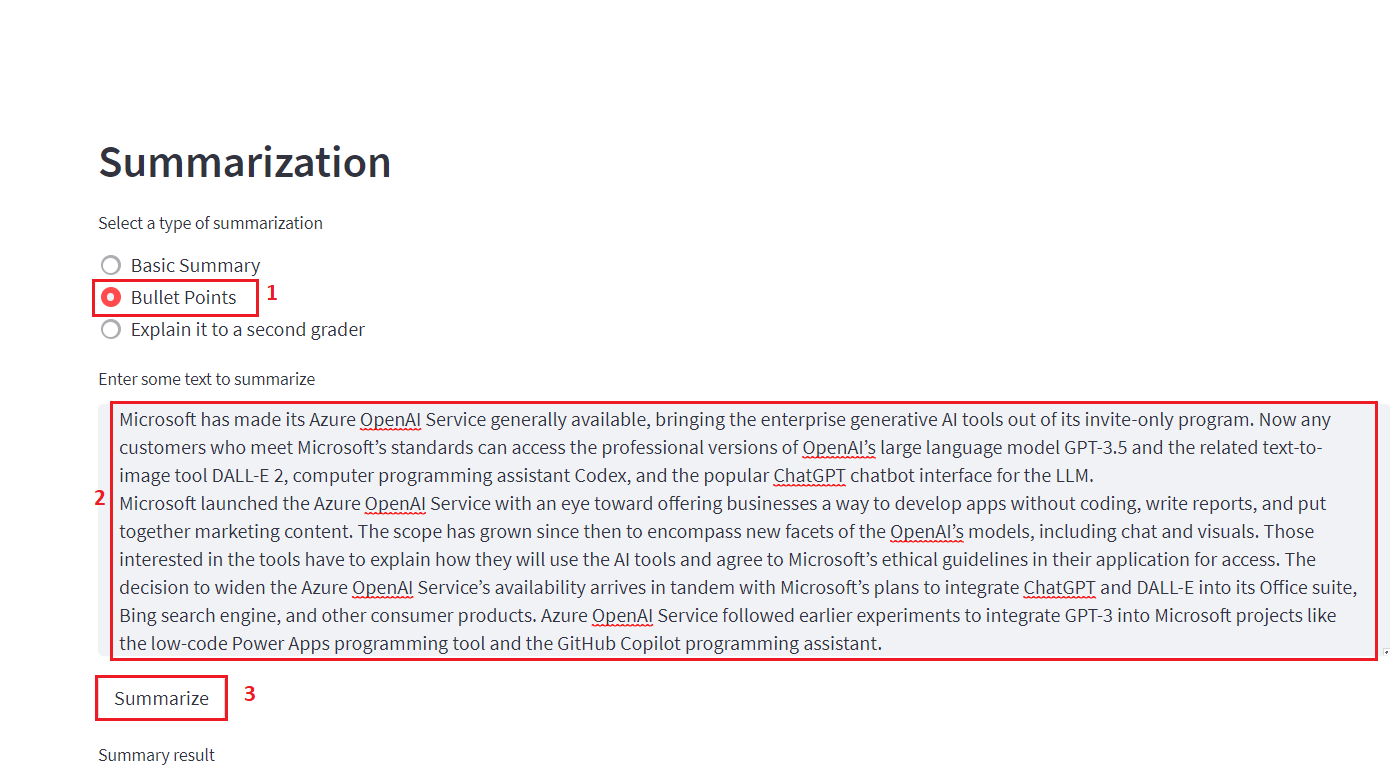 Summarization
Select a type of summarization
Basic Summary
Bullet Points 1
Explain it to a second grader
Enter some text to summarize
Microsoft has made its Azure OpenAI Service generally available, bringing the enterprise generative AI tools out of its invite-only program. Now any
customers who meet Microsoft’s standards can access the professional versions of OpenAI’s large language model GPT-3.5 and the related text-to-
image tool DALL-E 2, computer programming assistant Codex, and the popular ChatGPT chatbot interface for the LLM.
2 Microsoft launched the Azure OpenAI Service with an eye toward offering businesses a way to develop apps without coding, write reports, and put
together marketing content. The scope has grown since then to encompass new facets of the OpenAI’s models, including chat and visuals. Those
interested in the tools have to explain how they will use the AI tools and agree to Microsoft’s ethical guidelines in their application for access. The
decision to widen the Azure OpenAI Service’s availability arrives in tandem with Microsoft’s plans to integrate ChatGPT and DALL-E into its Office suite,
Bing search engine, and other consumer products. Azure OpenAI Service followed earlier experiments to integrate GPT-3 into Microsoft projects like
the low-code Power Apps programming tool and the GitHub Copilot programming assistant.
Summarize 3
Summary result